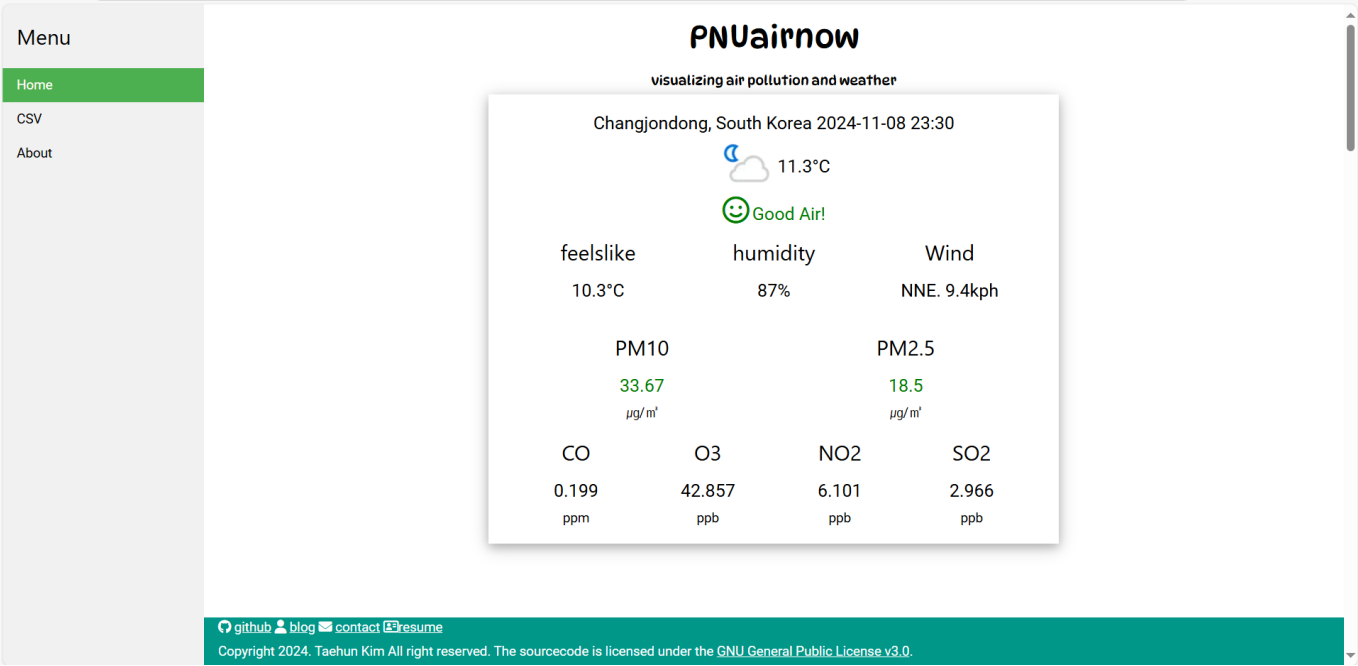 Menu
Home
CSV
About
PNUairnow
visualizing air pollution and weather
Changjondong, South Korea 2024-11-08 23:30
11.3°C
Good Air!
feelslike humidity Wind
10.3°C 87% NNE. 9.4kph
PM10 PM2.5
33.67 18.5
㎍/㎥ ㎍/㎥
CO O3 NO2 SO2
0.199 42.857 6.101 2.966
ppm ppb ppb ppb
github blog contact resume
Copyright 2024. Taehun Kim All right reserved. The sourcecode is licensed under the GNU General Public License v3.0.